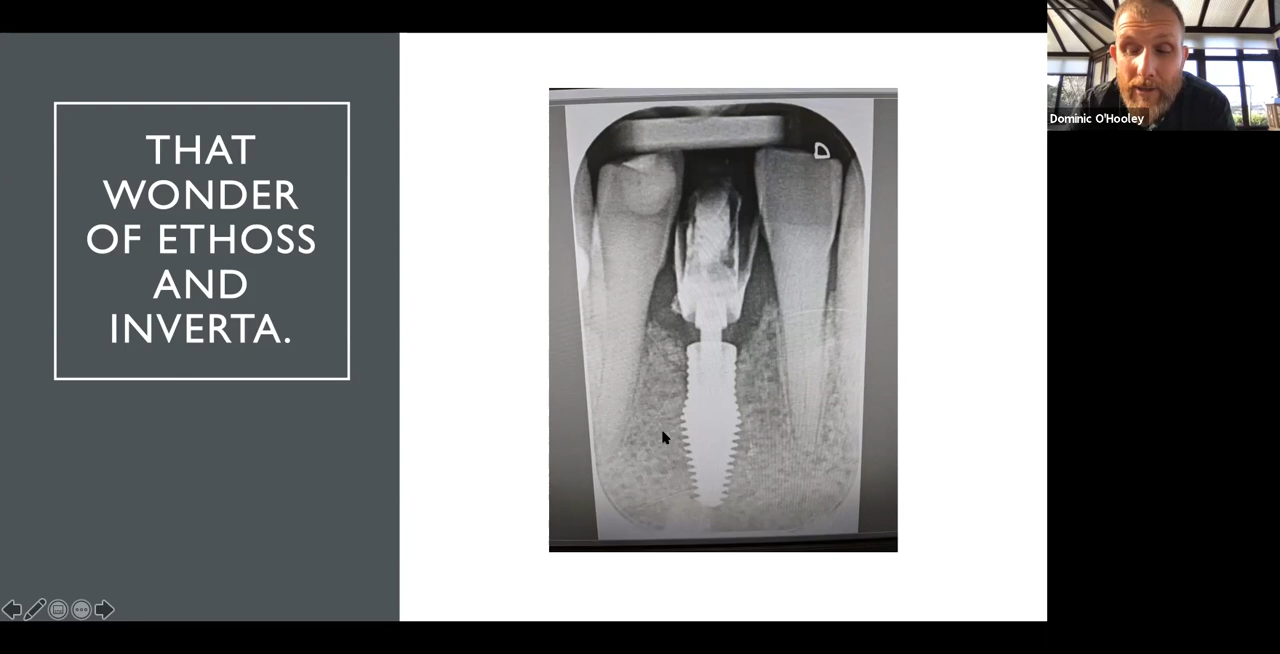 THAT
WONDER
OF ETHOSS
AND
INVERTA.
Dominic O'Hooley